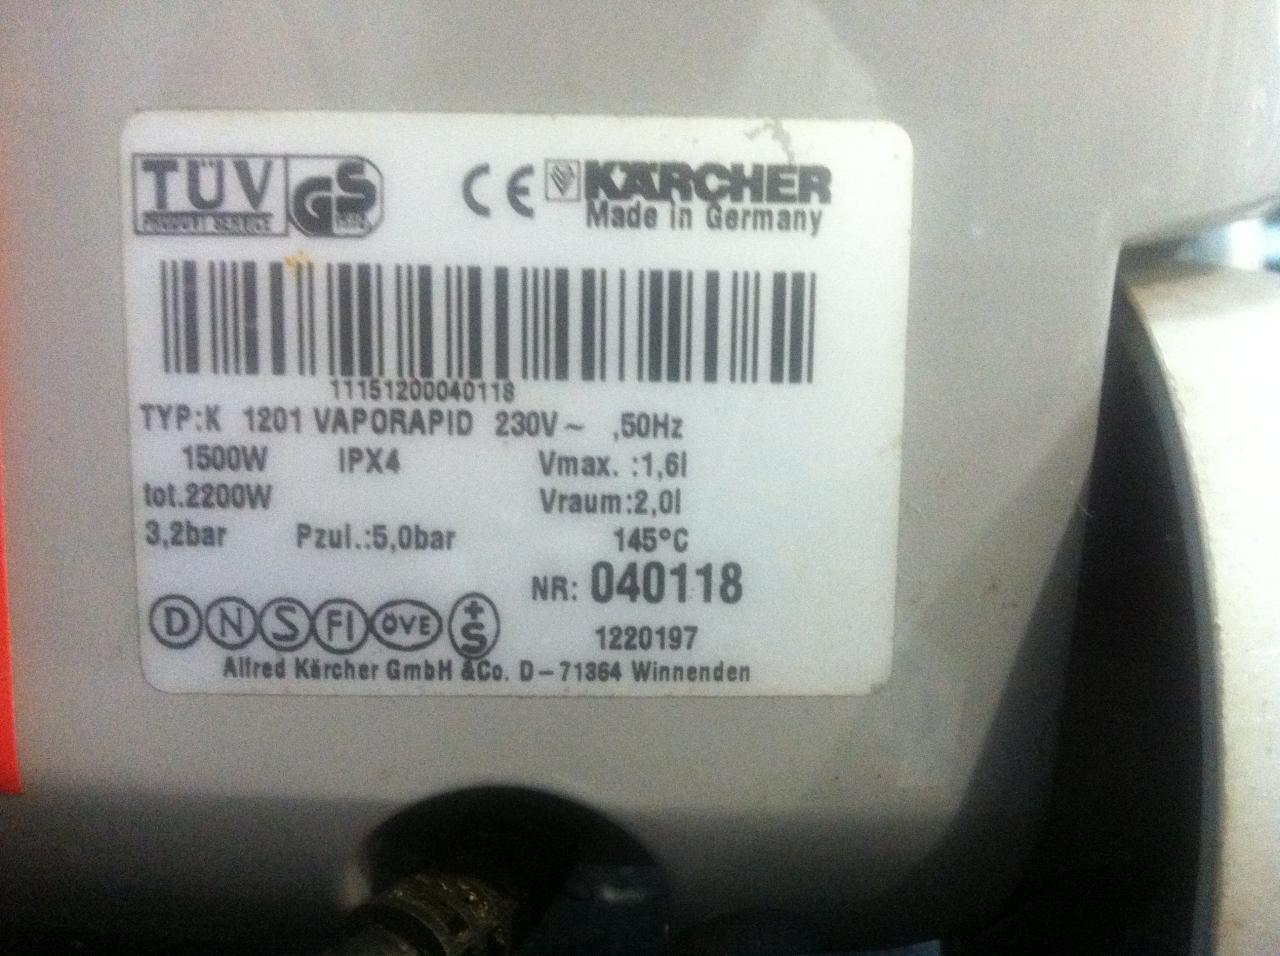 TÜV
PRODUCT SERVICE
GS
CE
KÄRCHER
Made in Germany
11151200040118
TYP:K 1201 VAPORAPID 230V~ ,50Hz
1500W IPX4 Vmax. :1,6l
tot.2200W Vraum:2,0l
3,2bar Pzul.:5,0bar 145°C
NR: 040118
D N S FI ÖVE +S 1220197
Alfred Kärcher GmbH &Co. D-71364 Winnenden